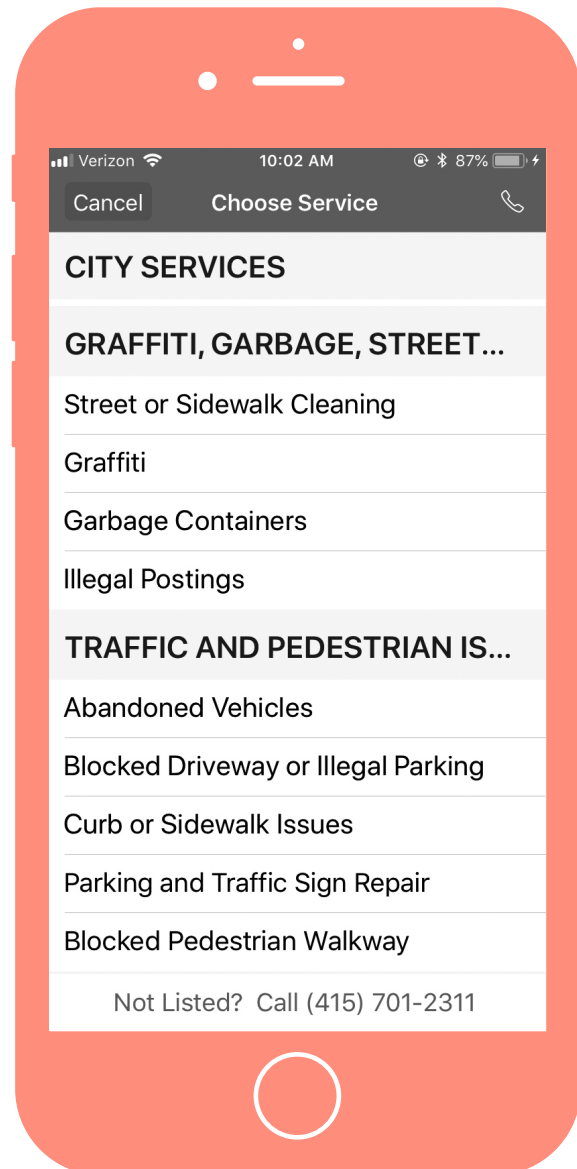 Verizon 10:02 AM 87%
Cancel Choose Service
CITY SERVICES
GRAFFITI, GARBAGE, STREET...
Street or Sidewalk Cleaning
Graffiti
Garbage Containers
Illegal Postings
TRAFFIC AND PEDESTRIAN IS...
Abandoned Vehicles
Blocked Driveway or Illegal Parking
Curb or Sidewalk Issues
Parking and Traffic Sign Repair
Blocked Pedestrian Walkway
Not Listed? Call (415) 701-2311